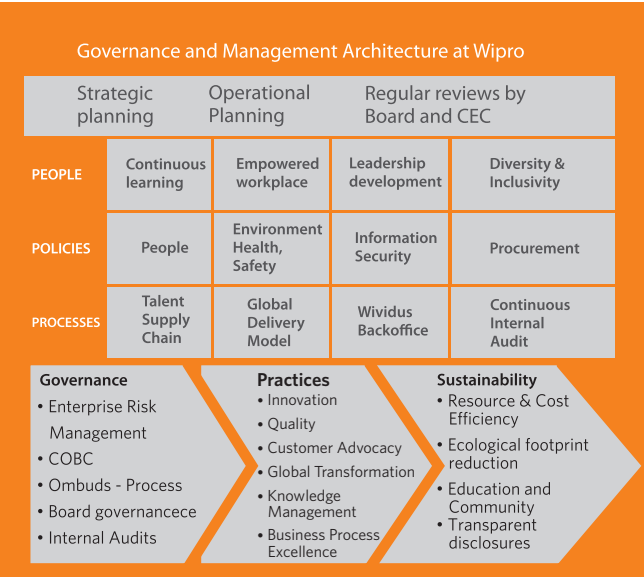 Governance and Management Architecture at Wipro
Strategic planning
Operational Planning
Regular reviews by Board and CEC
PEOPLE
Continuous learning
Empowered workplace
Leadership development
Diversity & Inclusivity
POLICIES
People
Environment Health, Safety
Information Security
Procurement
PROCESSES
Talent Supply Chain
Global Delivery Model
Wividus Backoffice
Continuous Internal Audit
Governance
• Enterprise Risk
Management
• COBC
• Ombuds - Process
• Board governancece
• Internal Audits
Practices
• Innovation
• Quality
• Customer Advocacy
• Global Transformation
• Knowledge
Management
• Business Process
Excellence
Sustainability
• Resource & Cost
Efficiency
• Ecological footprint
reduction
• Education and
Community
• Transparent
disclosures